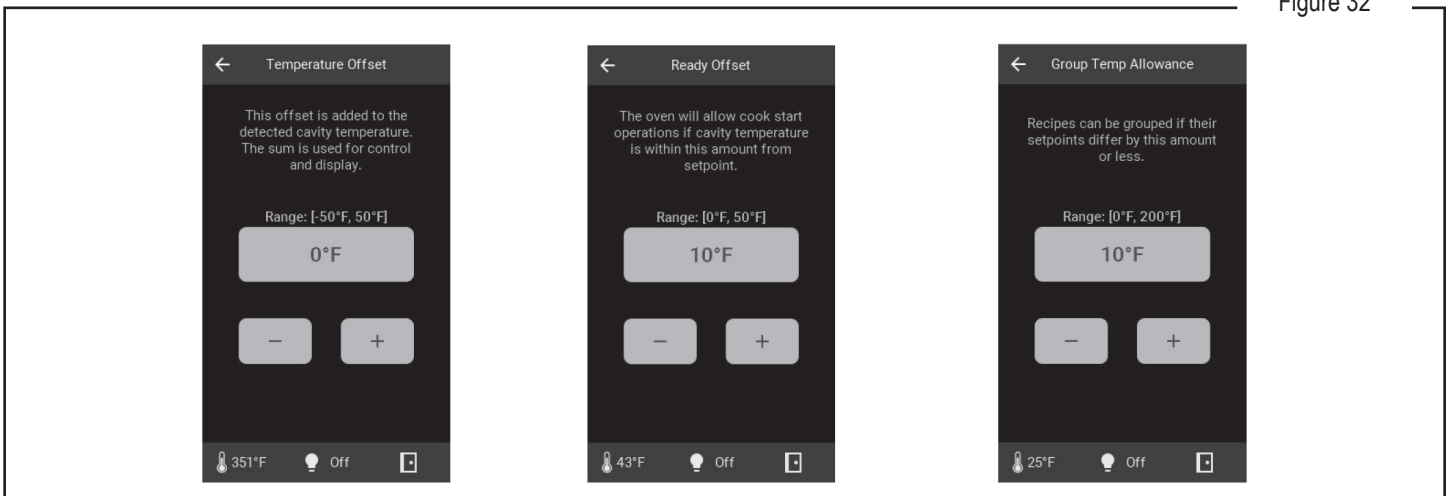 Figure 32
Temperature Offset
This offset is added to the
detected cavity temperature.
The sum is used for control
and display.
Range: [-50°F, 50°F]
0°F
− +
351°F Off
Ready Offset
The oven will allow cook start
operations if cavity temperature
is within this amount from
setpoint.
Range: [0°F, 50°F]
10°F
− +
43°F Off
Group Temp Allowance
Recipes can be grouped if their
setpoints differ by this amount
or less.
Range: [0°F, 200°F]
10°F
− +
25°F Off